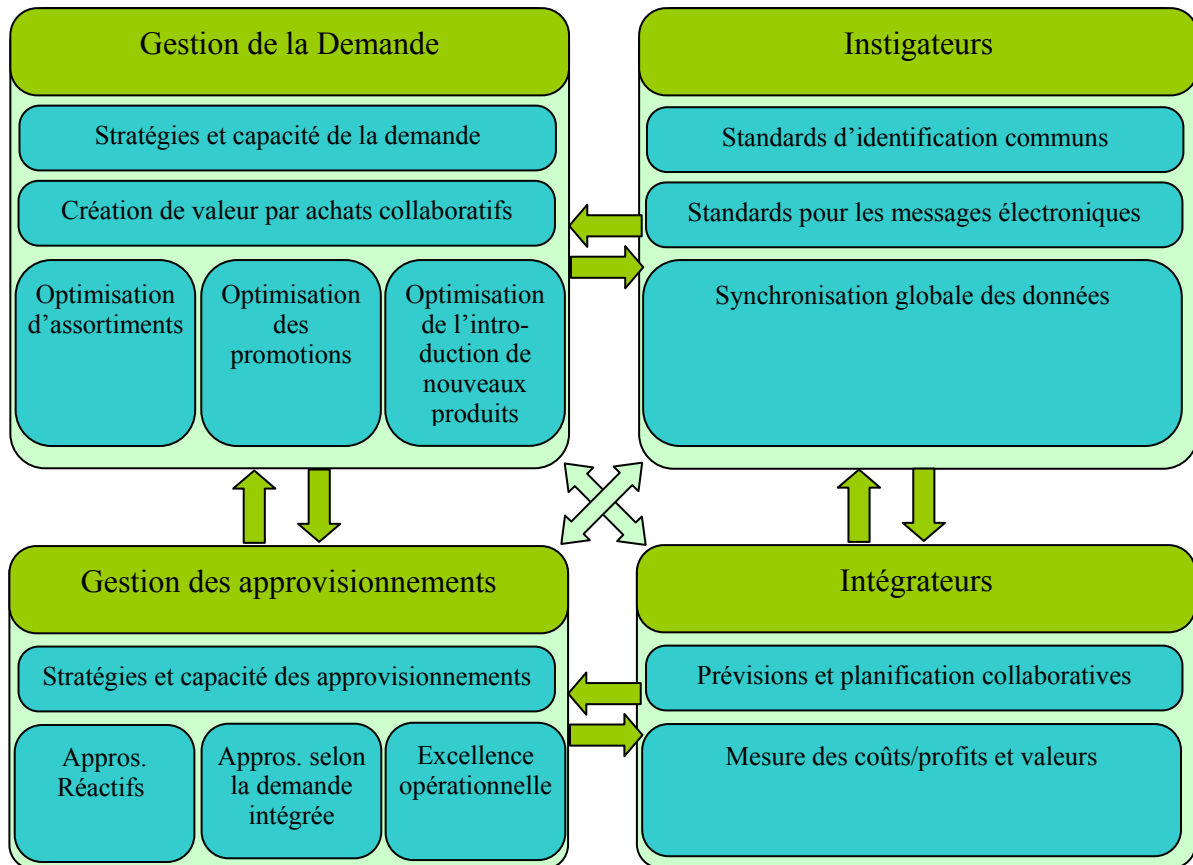 Gestion de la Demande
Stratégies et capacité de la demande
Création de valeur par achats collaboratifs
Optimisation
d’assortiments
Optimisation
des
promotions
Optimisation
de l’intro-
duction de
nouveaux
produits
Instigateurs
Standards d’identification communs
Standards pour les messages électroniques
Synchronisation globale des données
Gestion des approvisionnements
Stratégies et capacité des approvisionnements
Appros.
Réactifs
Appros. selon
la demande
intégrée
Excellence
opérationnelle
Intégrateurs
Prévisions et planification collaboratives
Mesure des coûts/profits et valeurs